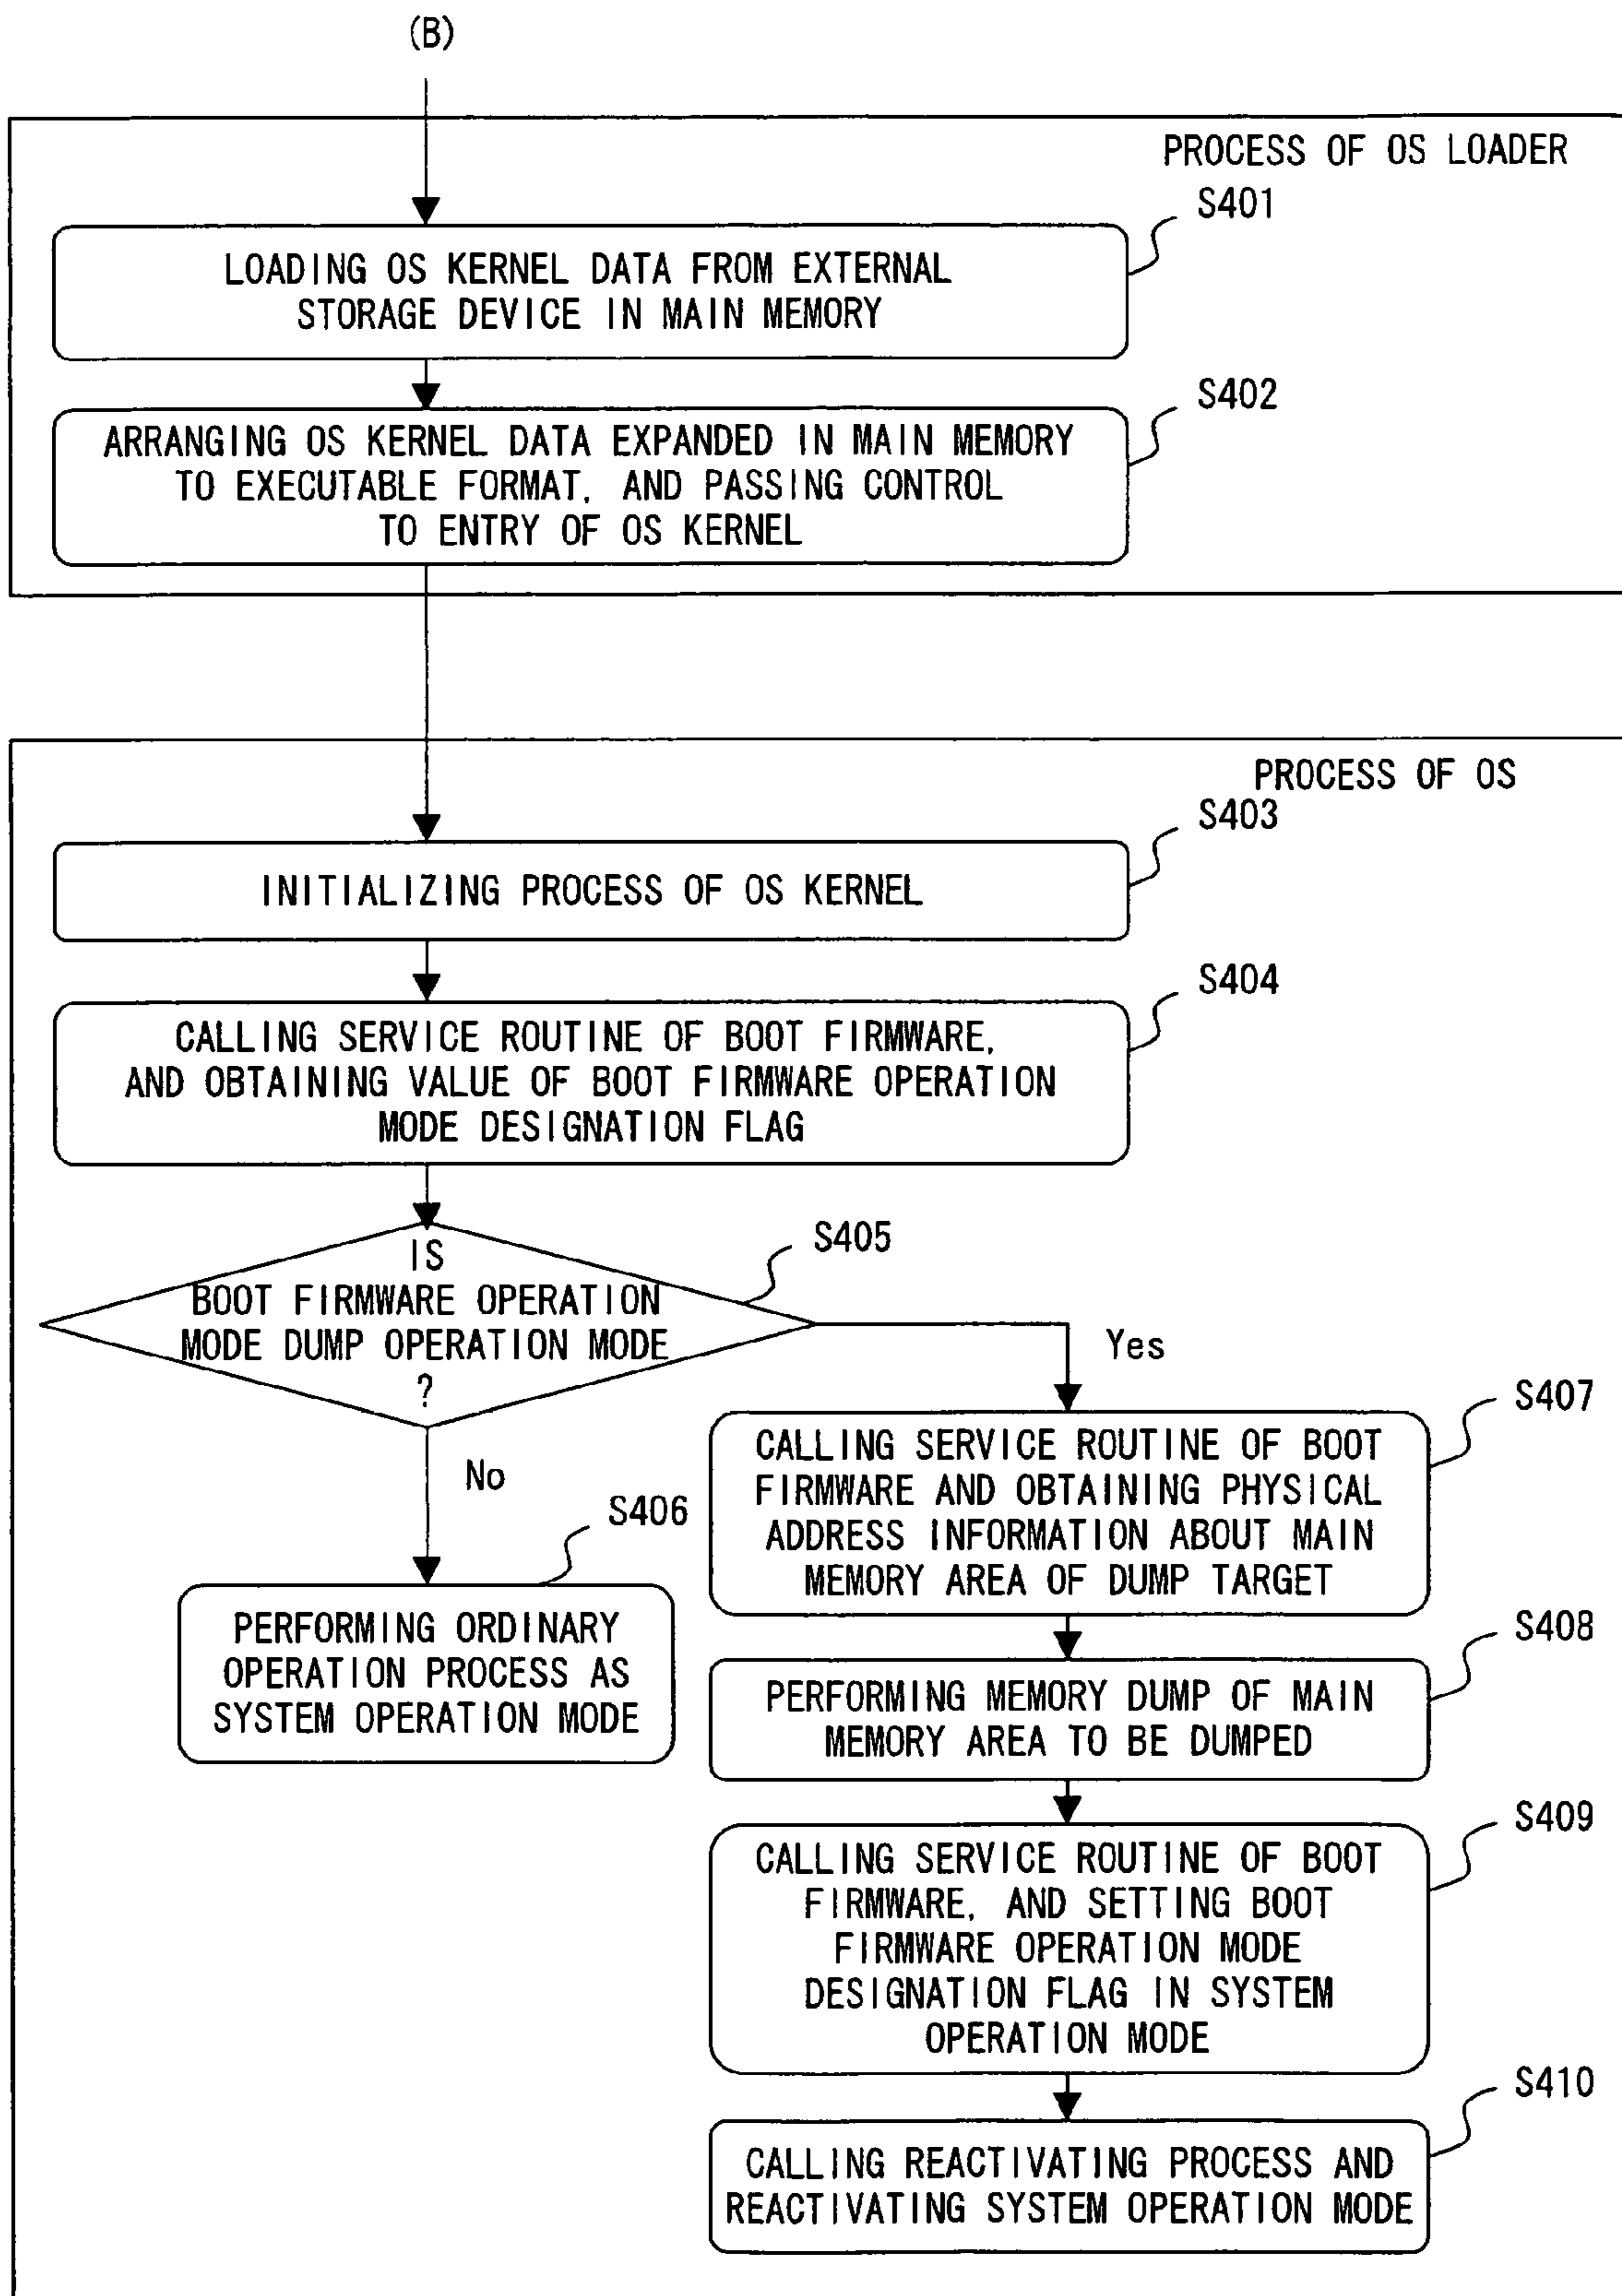 (B)
PROCESS OF OS LOADER
S401
LOADING OS KERNEL DATA FROM EXTERNAL
STORAGE DEVICE IN MAIN MEMORY
S402
ARRANGING OS KERNEL DATA EXPANDED IN MAIN MEMORY
TO EXECUTABLE FORMAT, AND PASSING CONTROL
TO ENTRY OF OS KERNEL
PROCESS OF OS
S403
INITIALIZING PROCESS OF OS KERNEL
S404
CALLING SERVICE ROUTINE OF BOOT FIRMWARE,
AND OBTAINING VALUE OF BOOT FIRMWARE OPERATION
MODE DESIGNATION FLAG
S405
IS
BOOT FIRMWARE OPERATION
MODE DUMP OPERATION MODE
?
Yes
No
S406
PERFORMING ORDINARY
OPERATION PROCESS AS
SYSTEM OPERATION MODE
S407
CALLING SERVICE ROUTINE OF BOOT
FIRMWARE AND OBTAINING PHYSICAL
ADDRESS INFORMATION ABOUT MAIN
MEMORY AREA OF DUMP TARGET
S408
PERFORMING MEMORY DUMP OF MAIN
MEMORY AREA TO BE DUMPED
S409
CALLING SERVICE ROUTINE OF BOOT
FIRMWARE, AND SETTING BOOT
FIRMWARE OPERATION MODE
DESIGNATION FLAG IN SYSTEM
OPERATION MODE
S410
CALLING REACTIVATING PROCESS AND
REACTIVATING SYSTEM OPERATION MODE